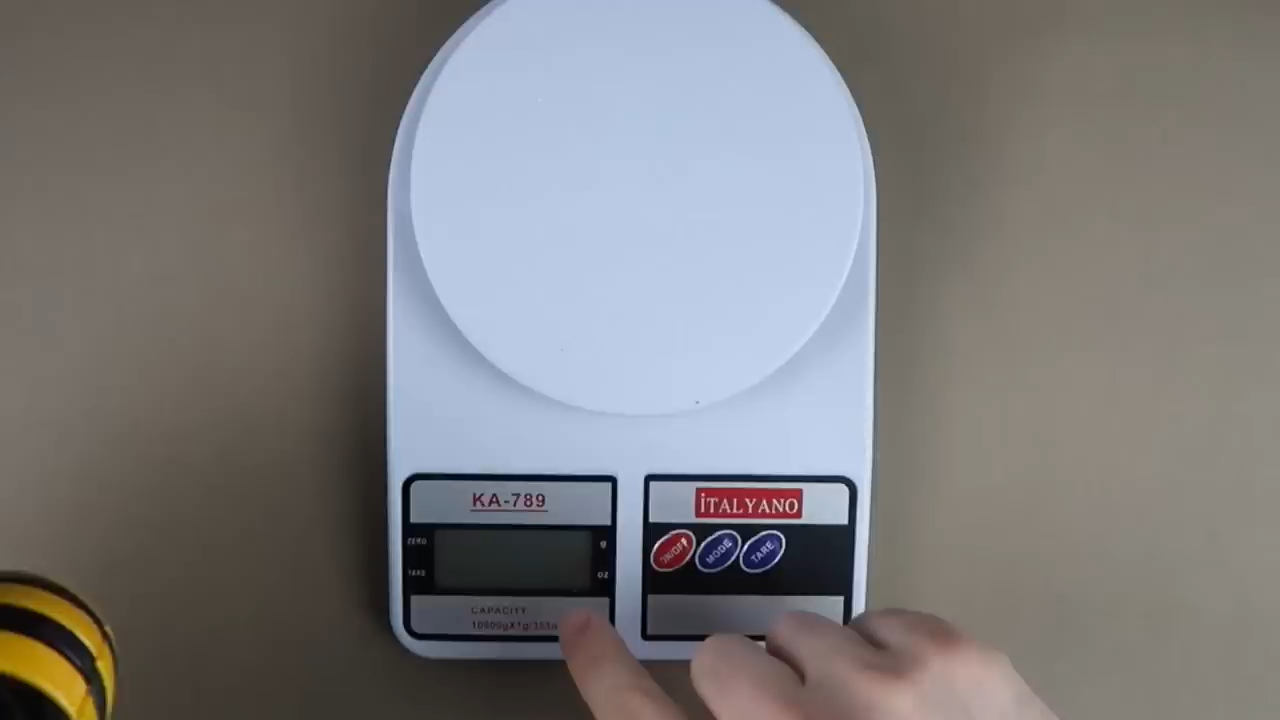 KA-789
ZERO
TARE
g
oz
CAPACITY
İTALYANO
ON/OFF
MODE
TARE